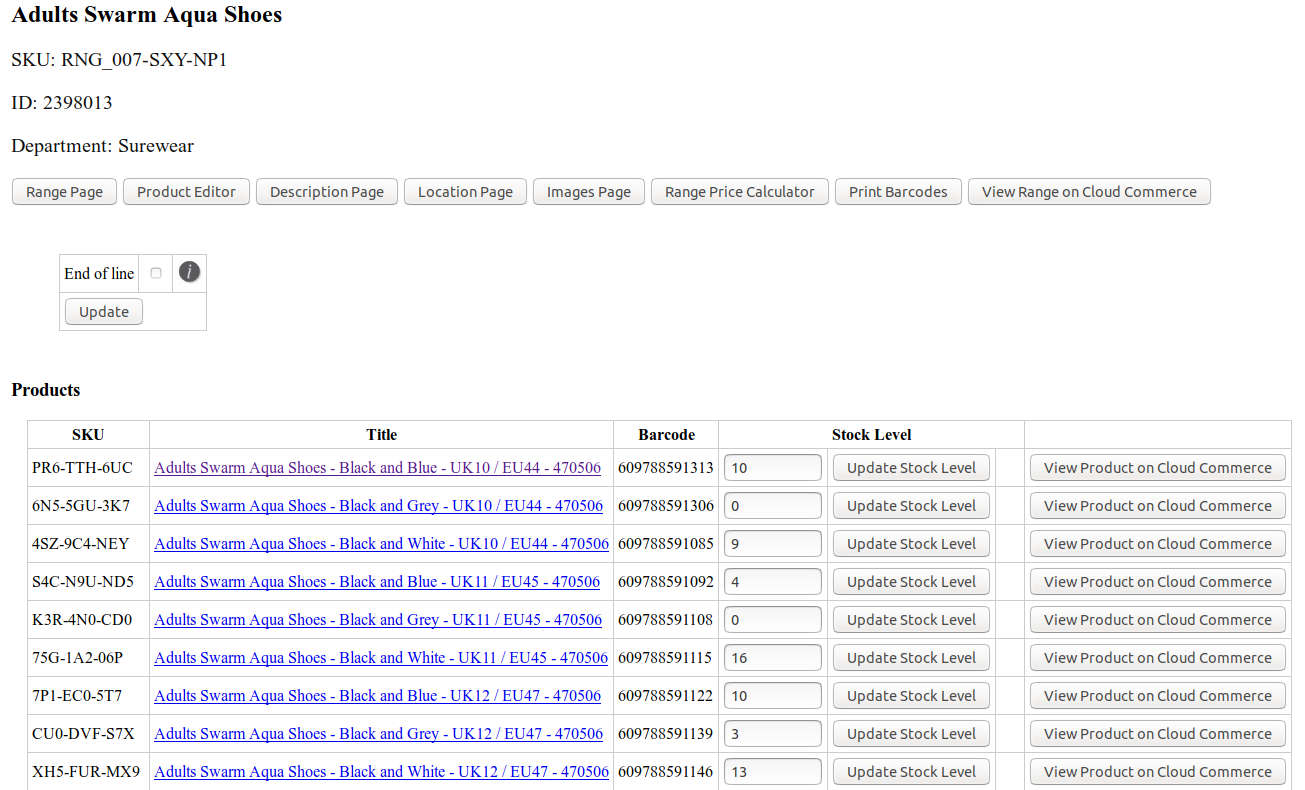 Adults Swarm Aqua Shoes
SKU: RNG_007-SXY-NP1
ID: 2398013
Department: Surewear
Range Page Product Editor Description Page Location Page Images Page Range Price Calculator Print Barcodes View Range on Cloud Commerce
End of line i
Update
Products
SKU Title Barcode Stock Level
PR6-TTH-6UC Adults Swarm Aqua Shoes - Black and Blue - UK10 / EU44 - 470506 609788591313 10 Update Stock Level View Product on Cloud Commerce
6N5-5GU-3K7 Adults Swarm Aqua Shoes - Black and Grey - UK10 / EU44 - 470506 609788591306 0 Update Stock Level View Product on Cloud Commerce
4SZ-9C4-NEY Adults Swarm Aqua Shoes - Black and White - UK10 / EU44 - 470506 609788591085 9 Update Stock Level View Product on Cloud Commerce
S4C-N9U-ND5 Adults Swarm Aqua Shoes - Black and Blue - UK11 / EU45 - 470506 609788591092 4 Update Stock Level View Product on Cloud Commerce
K3R-4N0-CD0 Adults Swarm Aqua Shoes - Black and Grey - UK11 / EU45 - 470506 609788591108 0 Update Stock Level View Product on Cloud Commerce
75G-1A2-06P Adults Swarm Aqua Shoes - Black and White - UK11 / EU45 - 470506 609788591115 16 Update Stock Level View Product on Cloud Commerce
7P1-EC0-5T7 Adults Swarm Aqua Shoes - Black and Blue - UK12 / EU47 - 470506 609788591122 10 Update Stock Level View Product on Cloud Commerce
CU0-DVF-S7X Adults Swarm Aqua Shoes - Black and Grey - UK12 / EU47 - 470506 609788591139 3 Update Stock Level View Product on Cloud Commerce
XH5-FUR-MX9 Adults Swarm Aqua Shoes - Black and White - UK12 / EU47 - 470506 609788591146 13 Update Stock Level View Product on Cloud Commerce